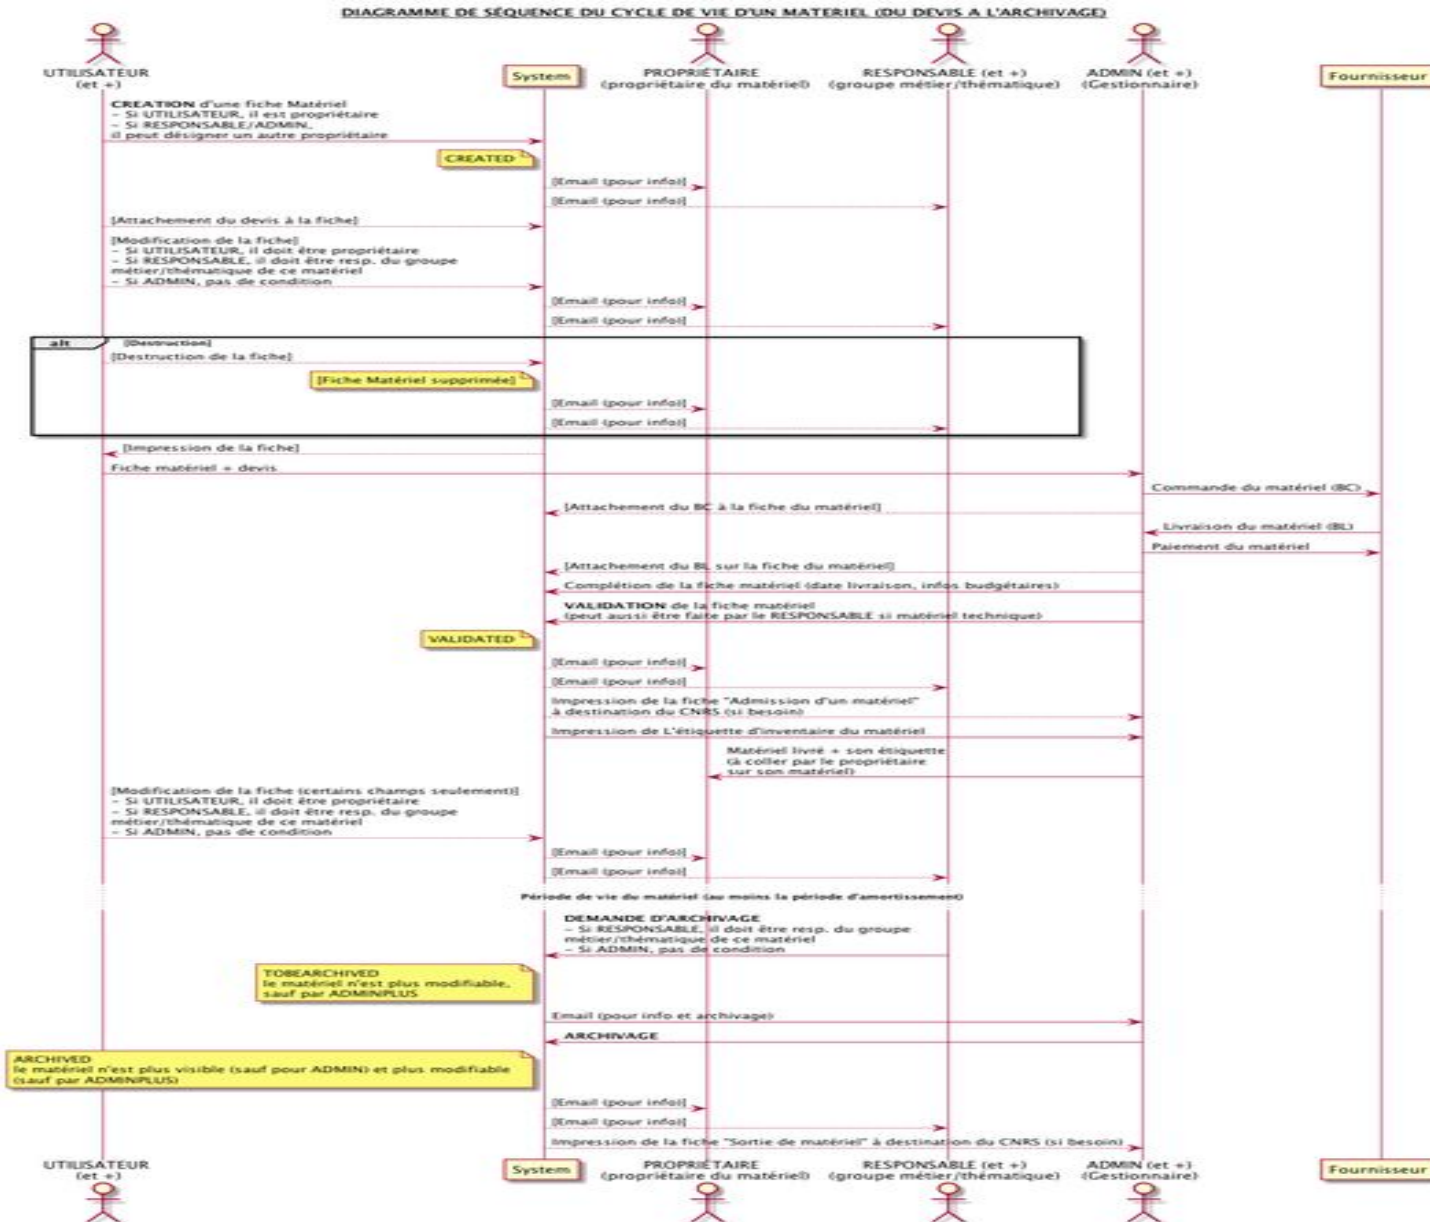 DIAGRAMME DE SÉQUENCE DU CYCLE DE VIE D'UN MATERIEL (DU DEVIS A L'ARCHIVAGE)
UTILISATEUR
(et +)
System
PROPRIÉTAIRE
(propriétaire du matériel)
RESPONSABLE (et +)
(groupe métier/thématique)
ADMIN (et +)
(Gestionnaire)
Fournisseur
CREATION d'une fiche Matériel
- Si UTILISATEUR, il est propriétaire
- Si RESPONSABLE/ADMIN,
il peut désigner un autre propriétaire
CREATED
[Email (pour info)]
[Email (pour info)]
[Attachement du devis à la fiche]
[Modification de la fiche]
- Si UTILISATEUR, il doit être propriétaire
- Si RESPONSABLE, il doit être resp. du groupe
métier/thématique de ce matériel
- Si ADMIN, pas de condition
[Email (pour info)]
[Email (pour info)]
alt [Destruction]
[Destruction de la fiche]
[Fiche Matériel supprimée]
[Email (pour info)]
[Email (pour info)]
[Impression de la fiche]
Fiche matériel + devis
Commande du matériel (BC)
[Attachement du BC à la fiche du matériel]
Livraison du matériel (BL)
Paiement du matériel
[Attachement du BL sur la fiche du matériel]
Complétion de la fiche matériel (date livraison, infos budgétaires)
VALIDATION de la fiche matériel
(peut aussi être faite par le RESPONSABLE si matériel technique)
VALIDATED
[Email (pour info)]
[Email (pour info)]
Impression de la fiche "Admission d'un matériel"
à destination du CNRS (si besoin)
Impression de L'étiquette d'inventaire du matériel
Matériel livré + son étiquette
(à coller par le propriétaire
sur son matériel)
[Modification de la fiche (certains champs seulement)]
- Si UTILISATEUR, il doit être propriétaire
- Si RESPONSABLE, il doit être resp. du groupe
métier/thématique de ce matériel
- Si ADMIN, pas de condition
[Email (pour info)]
[Email (pour info)]
Période de vie du matériel (au moins la période d'amortissement)
DEMANDE D'ARCHIVAGE
- Si RESPONSABLE, il doit être resp. du groupe
métier/thématique de ce matériel
- Si ADMIN, pas de condition
TOBEARCHIVED
le matériel n'est plus modifiable,
sauf par ADMINPLUS
Email (pour info et archivage)
ARCHIVAGE
ARCHIVED
le matériel n'est plus visible (sauf pour ADMIN) et plus modifiable
(sauf par ADMINPLUS)
[Email (pour info)]
[Email (pour info)]
Impression de la fiche "Sortie de matériel" à destination du CNRS (si besoin)
UTILISATEUR
(et +)
System
PROPRIÉTAIRE
(propriétaire du matériel)
RESPONSABLE (et +)
(groupe métier/thématique)
ADMIN (et +)
(Gestionnaire)
Fournisseur